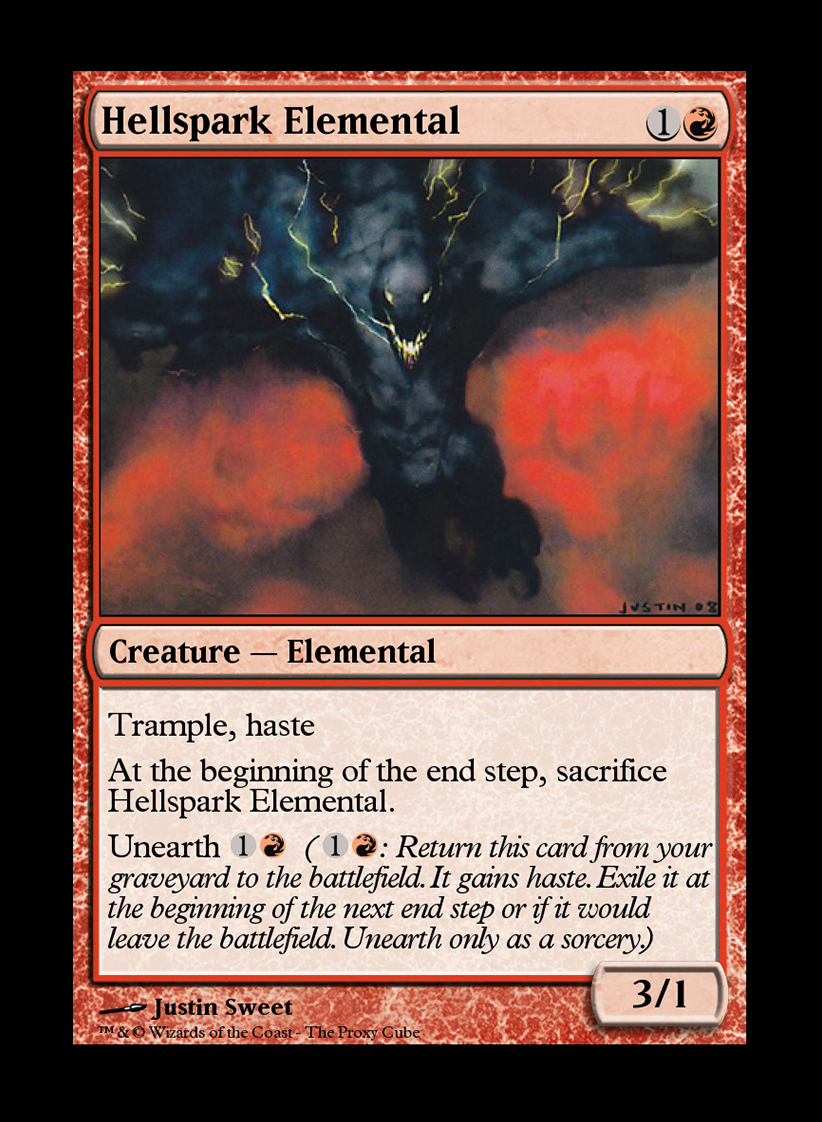 Hellspark Elemental 1
JUSTIN 08
Creature — Elemental
Trample, haste
At the beginning of the end step, sacrifice
Hellspark Elemental.
Unearth 1 (1 : Return this card from your
graveyard to the battlefield. It gains haste. Exile it at
the beginning of the next end step or if it would
leave the battlefield. Unearth only as a sorcery.)
3/1
Justin Sweet
™ & © Wizards of the Coast - The Proxy Cube